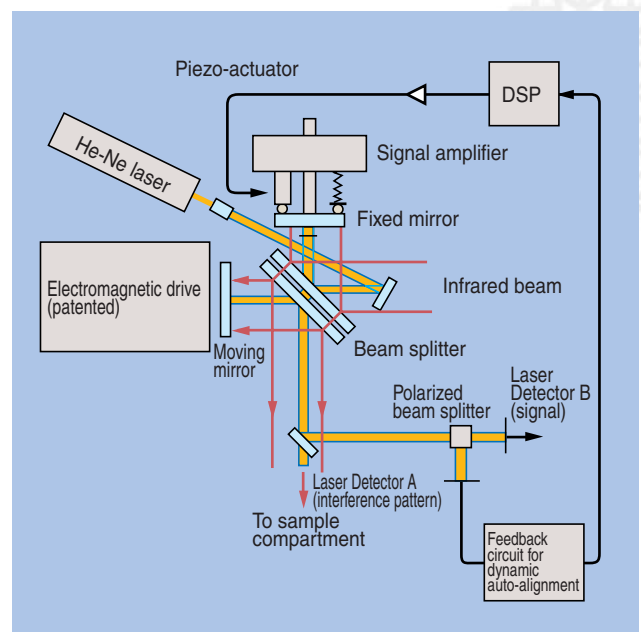 Piezo-actuator
DSP
He-Ne laser
Signal amplifier
Fixed mirror
Electromagnetic drive
(patented)
Infrared beam
Moving
mirror
Beam splitter
Polarized
beam splitter
Laser
Detector B
(signal)
Laser Detector A
(interference pattern)
To sample
compartment
Feedback
circuit for
dynamic
auto-alignment